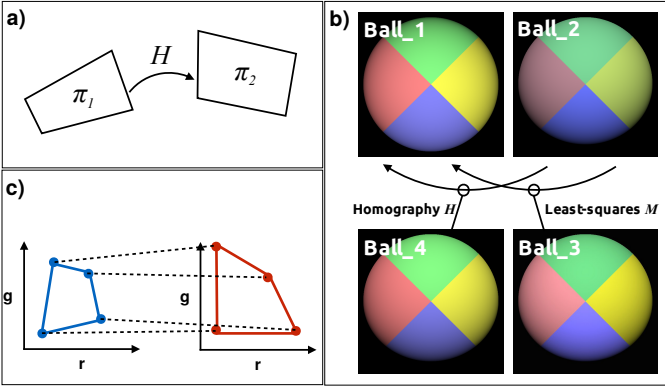 a)
H
π1
π2
b)
Ball_1
Ball_2
Homography H
Least-squares M
Ball_4
Ball_3
c)
g
r
g
r